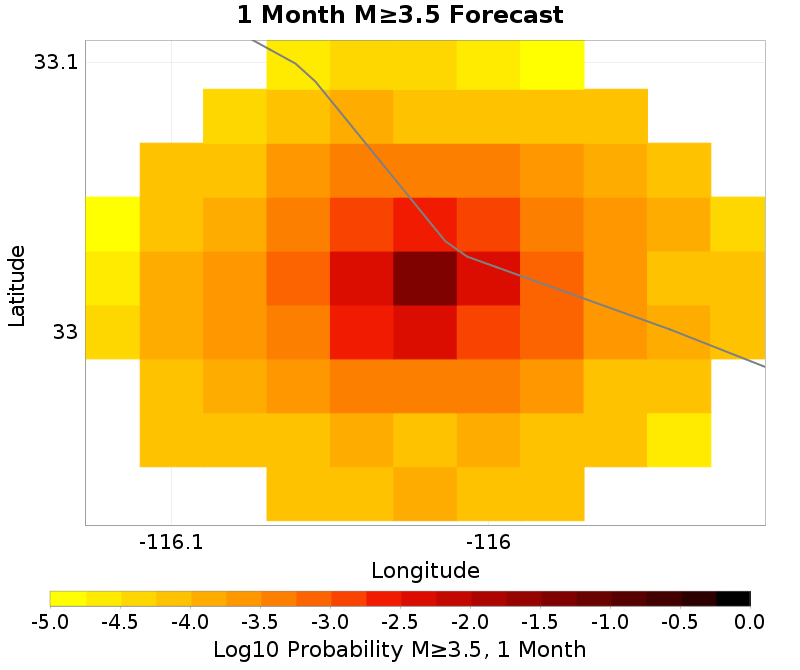 1 Month M≥3.5 Forecast
33.1
33
Latitude
-116.1 -116
Longitude
-5.0 -4.5 -4.0 -3.5 -3.0 -2.5 -2.0 -1.5 -1.0 -0.5 0.0
Log10 Probability M≥3.5, 1 Month